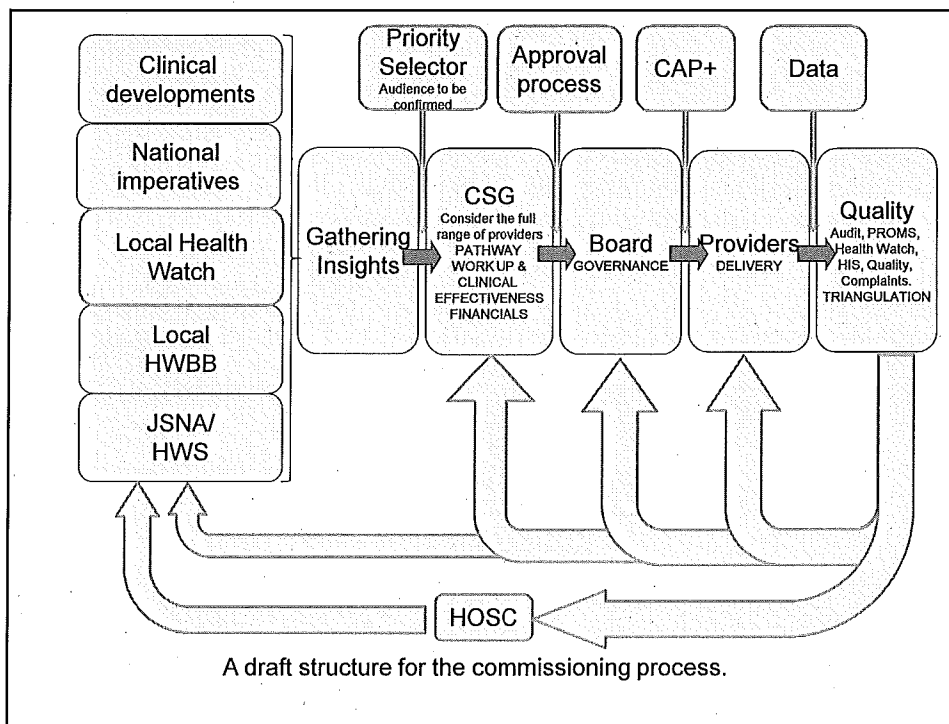 Clinical
developments
National
imperatives
Local Health
Watch
Local
HWBB
JSNA/
HWS
Priority
Selector
Audience to be
confirmed
Approval
process
CAP+
Data
Gathering
Insights
CSG
Consider the full
range of providers
PATHWAY
WORKUP &
CLINICAL
EFFECTIVENESS
FINANCIALS
Board
GOVERNANCE
Providers
DELIVERY
Quality
Audit, PROMS,
Health Watch,
HIS, Quality,
Complaints.
TRIANGULATION
HOSC
A draft structure for the commissioning process.